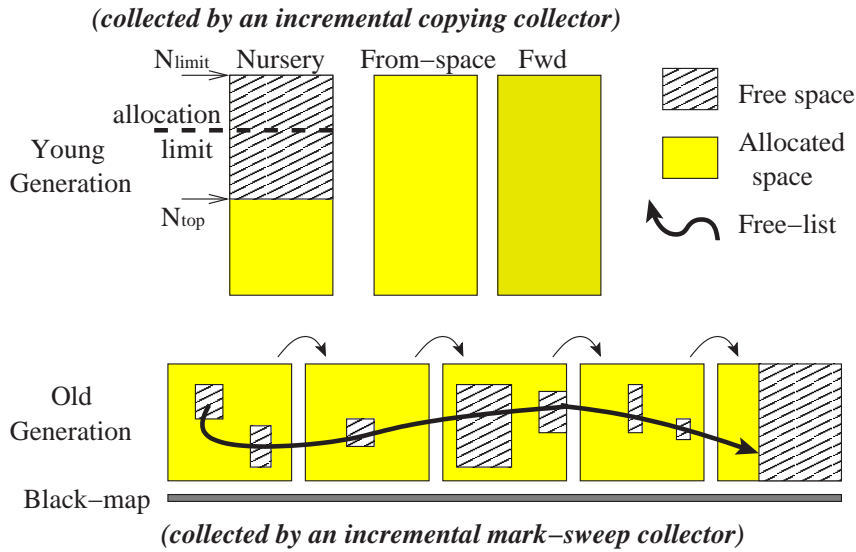 (collected by an incremental copying collector)
Nlimit
Nursery
From−space
Fwd
allocation
limit
Young
Generation
Ntop
Free space
Allocated
space
Free−list
Old
Generation
Black−map
(collected by an incremental mark−sweep collector)